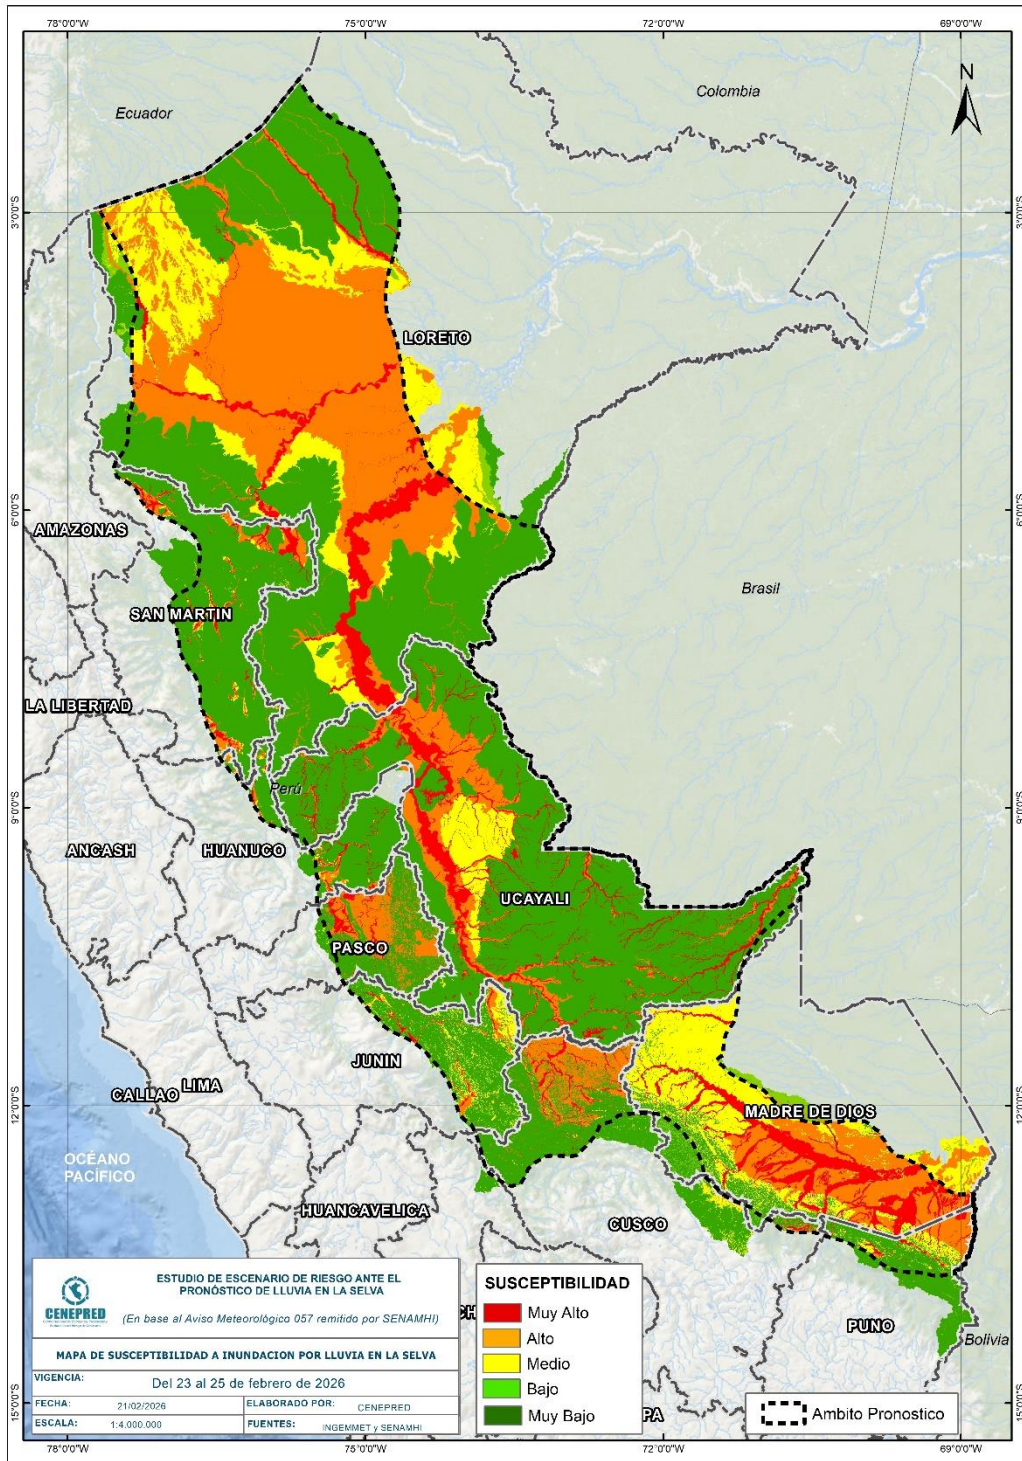 78°0'0"W
75°0'0"W
72°0'0"W
69°0'0"W
N
Colombia
Ecuador
3°0'0"S
3°0'0"S
LORETO
6°0'0"S
6°0'0"S
AMAZONAS
Brasil
SAN MARTIN
LA LIBERTAD
Perú
9°0'0"S
9°0'0"S
ANCASH
HUANUCO
UCAYALI
PASCO
JUNIN
LIMA
CALLAO
12°0'0"S
12°0'0"S
MADRE DE DIOS
OCÉANO
PACÍFICO
HUANCAVELICA
CUSCO
PUNO
Bolivia
CH
PA
15°0'0"S
15°0'0"S
CENEPRED
ESTUDIO DE ESCENARIO DE RIESGO ANTE EL
PRONÓSTICO DE LLUVIA EN LA SELVA
(En base al Aviso Meteorológica 057 remitido por SENAMHI)
MAPA DE SUSCEPTIBILIDAD A INUNDACION POR LLUVIA EN LA SELVA
VIGENCIA: Del 23 al 25 de febrero de 2026
FECHA: 21/02/2026 ELABORADO POR: CENEPRED
ESCALA: 1:4.000.000 FUENTES: INGEMMET y SENAMHI
SUSCEPTIBILIDAD
Muy Alto
Alto
Medio
Bajo
Muy Bajo
Ambito Pronostico
78°0'0"W
75°0'0"W
72°0'0"W
69°0'0"W